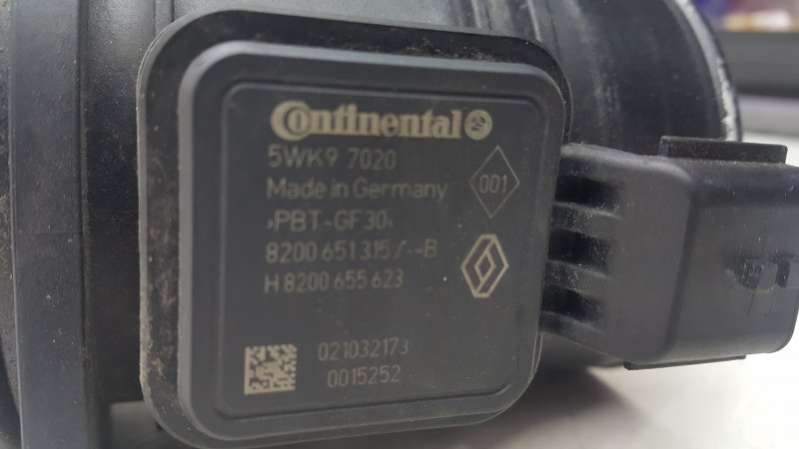 Continental
5WK9 7020
Made in Germany
001
>PBT-GF30<
8200 651 315/--B
H 8200 655 623
021032173
0015252